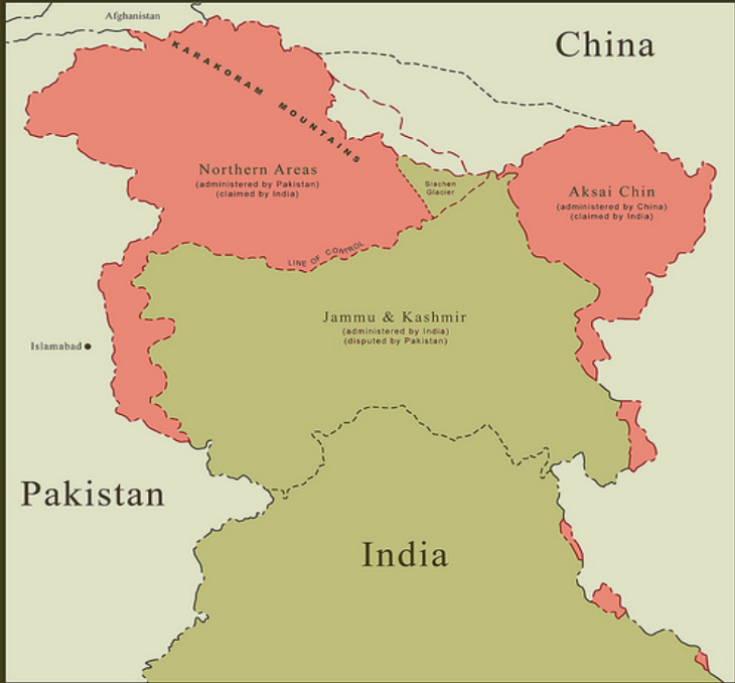 Afghanistan
China
KARAKORAM MOUNTAINS
Northern Areas
(administered by Pakistan)
(claimed by India)
Siachen
Glacier
Aksai Chin
(administered by China)
(claimed by India)
LINE OF CONTROL
Jammu & Kashmir
(administered by India)
(disputed by Pakistan)
Islamabad
Pakistan
India